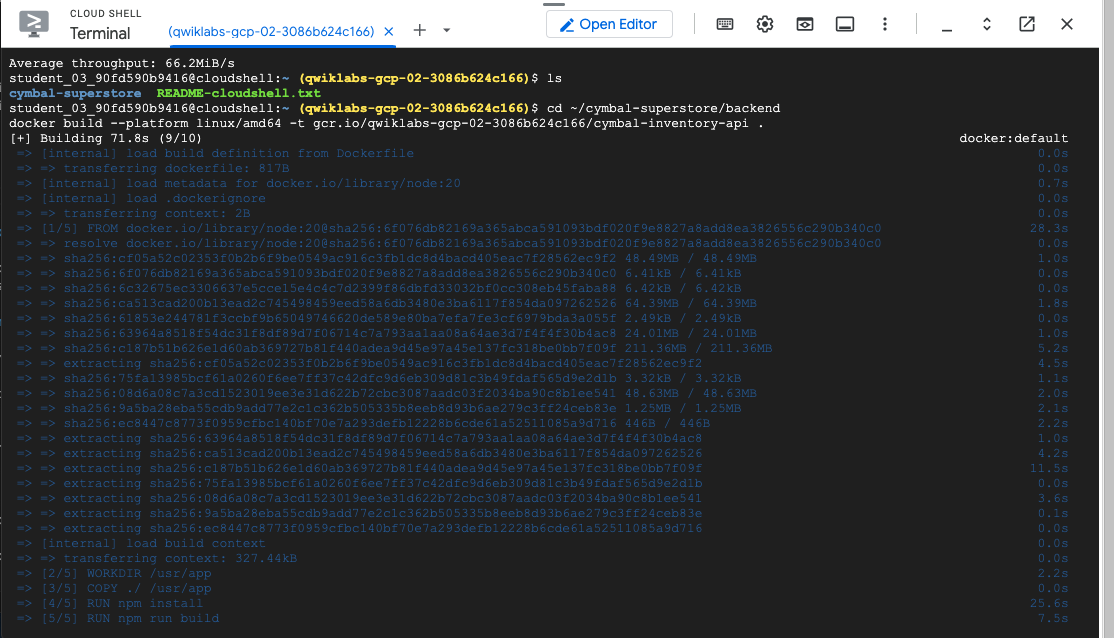 CLOUD SHELL
Terminal
(qwiklabs-gcp-02-3086b624c166)
Open Editor
Average throughput: 66.2MiB/s
student_03_90fd590b9416@cloudshell:~ (qwiklabs-gcp-02-3086b624c166)$ ls
cymbal-superstore README-cloudshell.txt
student_03_90fd590b9416@cloudshell:~ (qwiklabs-gcp-02-3086b624c166)$ cd ~/cymbal-superstore/backend
docker build --platform linux/amd64 -t gcr.io/qwiklabs-gcp-02-3086b624c166/cymbal-inventory-api .
[+] Building 71.8s (9/10) docker:default
=> [internal] load build definition from Dockerfile 0.0s
=> => transferring dockerfile: 817B 0.0s
=> [internal] load metadata for docker.io/library/node:20 0.7s
=> [internal] load .dockerignore 0.0s
=> => transferring context: 2B 0.0s
=> [1/5] FROM docker.io/library/node:20@sha256:6f076db82169a365abca591093bdf020f9e8827a8add8ea3826556c290b340c0 28.3s
=> => resolve docker.io/library/node:20@sha256:6f076db82169a365abca591093bdf020f9e8827a8add8ea3826556c290b340c0 0.0s
=> => sha256:cf05a52c02353f0b2b6f9be0549ac916c3fb1dc8d4bacd405eac7f28562ec9f2 48.49MB / 48.49MB 1.0s
=> => sha256:6f076db82169a365abca591093bdf020f9e8827a8add8ea3826556c290b340c0 6.41kB / 6.41kB 0.0s
=> => sha256:6c32675ec3306637e5cce15e4c4c7d2399f86dbfd33032bf0cc308eb45faba88 6.42kB / 6.42kB 0.0s
=> => sha256:ca513cad200b13ead2c745498459eed58a6db3480e3ba6117f854da097262526 64.39MB / 64.39MB 1.8s
=> => sha256:61853e244781f3ccbf9b65049746620de589e80ba7efa7fe3cf6979bda3a055f 2.49kB / 2.49kB 0.0s
=> => sha256:63964a8518f54dc31f8df89d7f06714c7a793aa1aa08a64ae3d7f4f4f30b4ac8 24.01MB / 24.01MB 1.0s
=> => sha256:c187b51b626e1d60ab369727b81f440adea9d45e97a45e137fc318be0bb7f09f 211.36MB / 211.36MB 5.2s
=> => extracting sha256:cf05a52c02353f0b2b6f9be0549ac916c3fb1dc8d4bacd405eac7f28562ec9f2 4.5s
=> => sha256:75fa13985bcf61a0260f6ee7ff37c42dfc9d6eb309d81c3b49fdaf565d9e2d1b 3.32kB / 3.32kB 1.1s
=> => sha256:08d6a08c7a3cd1523019ee3e31d622b72cbc3087aadc03f2034ba90c8b1ee541 48.63MB / 48.63MB 2.0s
=> => sha256:9a5ba28eba55cdb9add77e2c1c362b505335b8eeb8d93b6ae279c3ff24ceb83e 1.25MB / 1.25MB 2.1s
=> => sha256:ec8447c8773f0959cfbc140bf70e7a293defb12228b6cde61a52511085a9d716 446B / 446B 2.2s
=> => extracting sha256:63964a8518f54dc31f8df89d7f06714c7a793aa1aa08a64ae3d7f4f4f30b4ac8 1.0s
=> => extracting sha256:ca513cad200b13ead2c745498459eed58a6db3480e3ba6117f854da097262526 4.2s
=> => extracting sha256:c187b51b626e1d60ab369727b81f440adea9d45e97a45e137fc318be0bb7f09f 11.5s
=> => extracting sha256:75fa13985bcf61a0260f6ee7ff37c42dfc9d6eb309d81c3b49fdaf565d9e2d1b 0.0s
=> => extracting sha256:08d6a08c7a3cd1523019ee3e31d622b72cbc3087aadc03f2034ba90c8b1ee541 3.6s
=> => extracting sha256:9a5ba28eba55cdb9add77e2c1c362b505335b8eeb8d93b6ae279c3ff24ceb83e 0.1s
=> => extracting sha256:ec8447c8773f0959cfbc140bf70e7a293defb12228b6cde61a52511085a9d716 0.0s
=> [internal] load build context 0.0s
=> => transferring context: 327.44kB 0.0s
=> [2/5] WORKDIR /usr/app 2.2s
=> [3/5] COPY ./ /usr/app 0.0s
=> [4/5] RUN npm install 25.6s
=> [5/5] RUN npm run build 7.5s